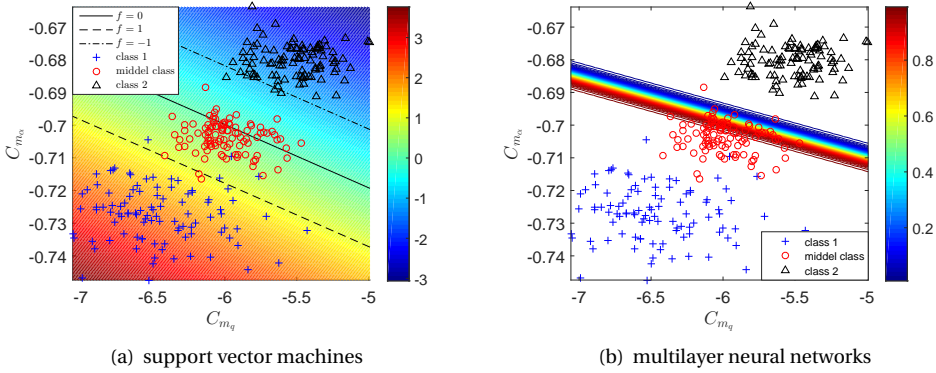 f = 0
f = 1
f = −1
class 1
middel class
class 2
-0.67
-0.68
-0.69
-0.7
-0.71
-0.72
-0.73
-0.74
C_{m_α}
-7
-6.5
-6
-5.5
-5
C_{m_q}
3
2
1
0
-1
-2
-3
(a) support vector machines
-0.67
-0.68
-0.69
-0.7
-0.71
-0.72
-0.73
-0.74
C_{m_α}
-7
-6.5
-6
-5.5
-5
C_{m_q}
class 1
middel class
class 2
0.8
0.6
0.4
0.2
(b) multilayer neural networks